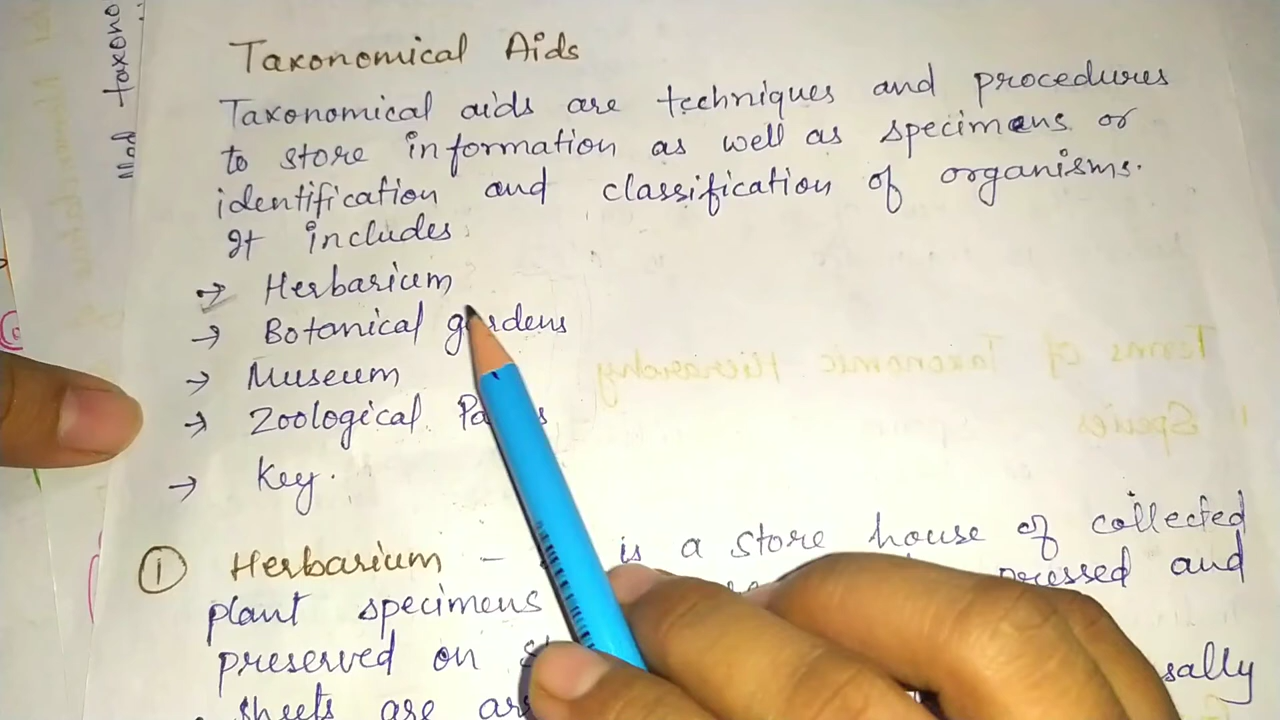 Taxonomical Aids
Taxonomical aids are techniques and procedures
to store information as well as specimens or
identification and classification of organisms.
It includes
→ Herbarium
→ Botanical gardens
→ Museum
→ Zoological
→ Key.
① Herbarium - is a store house of collected
plant specimens pressed and
preserved on sally
sheets are